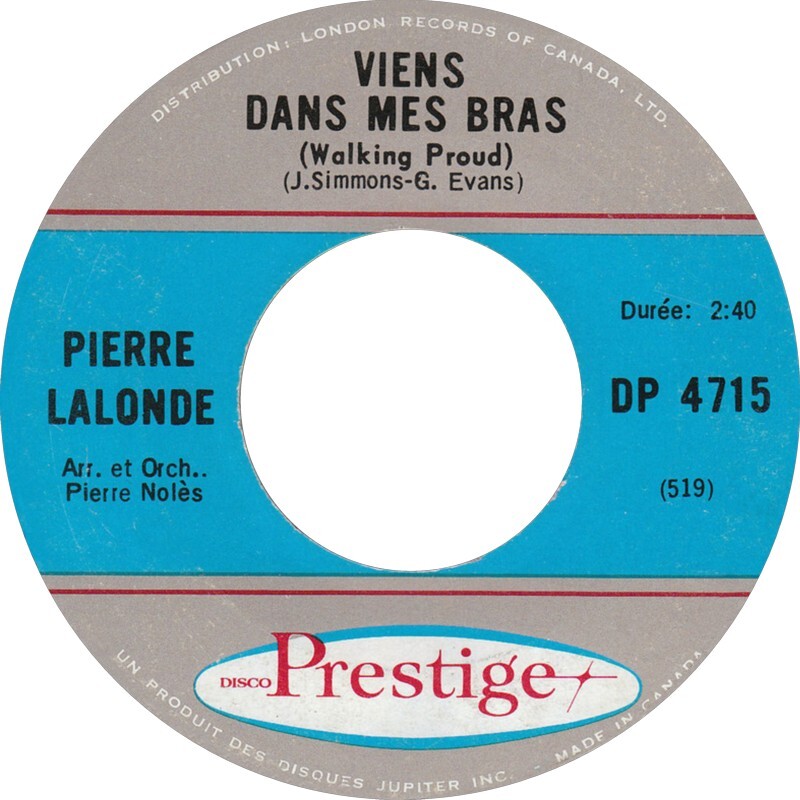 DISTRIBUTION: LONDON RECORDS OF CANADA, LTD.
VIENS
DANS MES BRAS
(Walking Proud)
(J.Simmons-G. Evans)
PIERRE
LALONDE
Arr. et Orch..
Pierre Nolès
Durée: 2:40
DP 4715
(519)
DISCO Prestige
UN PRODUIT DES DISQUES JUPITER INC. - MADE IN CANADA